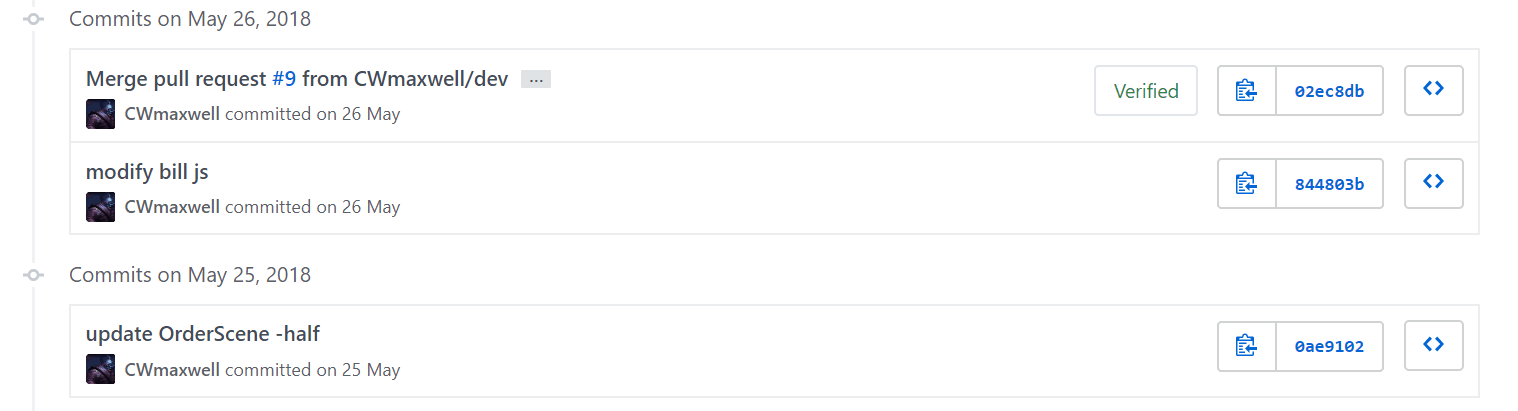 Commits on May 26, 2018
Merge pull request #9 from CWmaxwell/dev ...
Verified
02ec8db
CWmaxwell committed on 26 May
modify bill js
844803b
CWmaxwell committed on 26 May
Commits on May 25, 2018
update OrderScene -half
0ae9102
CWmaxwell committed on 25 May